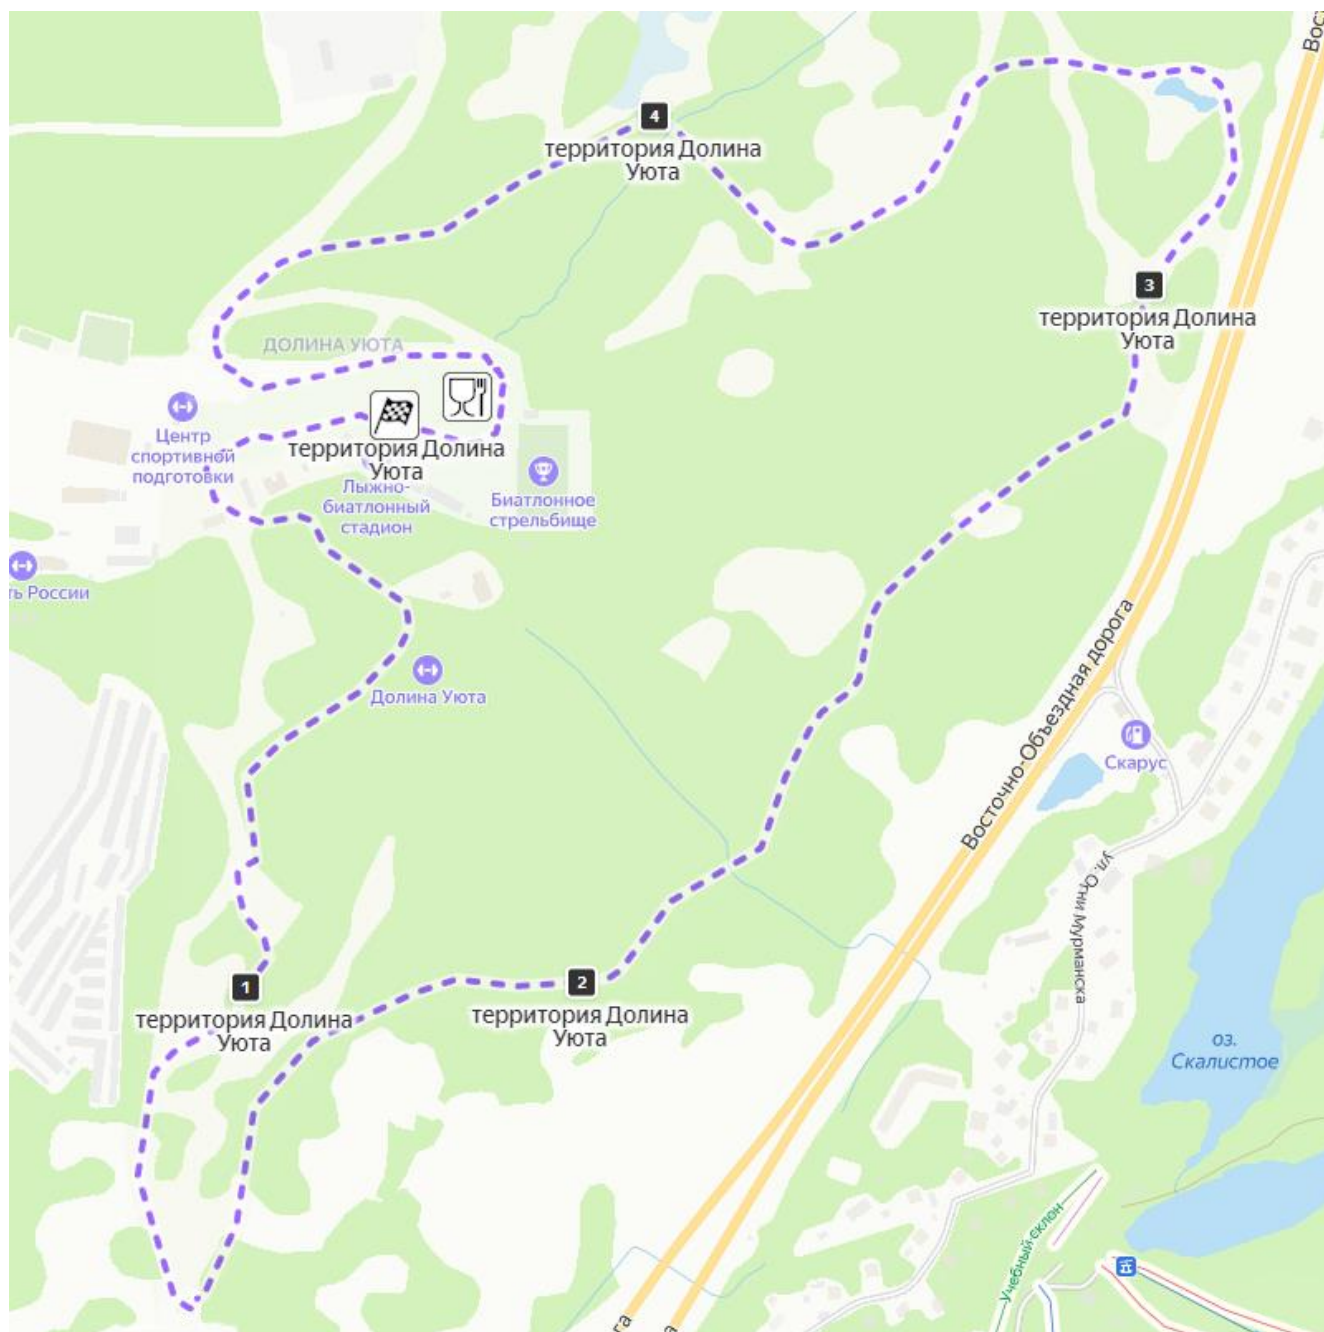 Вос
4
территория Долина
Уюта
3
территория Долина
Уюта
ДОЛИНА УЮТА
Центр
спортивной
подготовки
территория Долина
Уюта
Лыжно-
биатлонный
стадион
Биатлонное
стрельбище
ть России
Долина Уюта
Восточно-Объездная дорога
Скарус
ул. Огни Мурманска
1
территория Долина
Уюта
2
территория Долина
Уюта
оз.
Скалистое
Учебный склон
ога
а